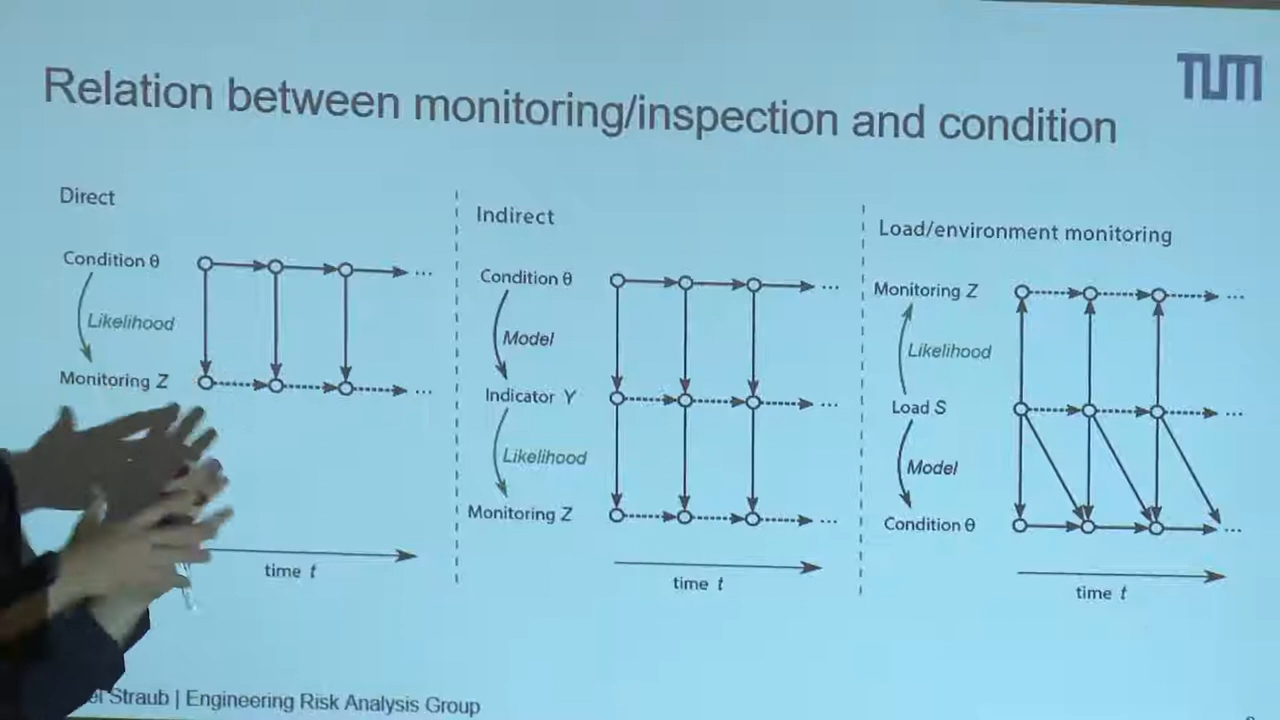 TUM
Relation between monitoring/inspection and condition
Direct
Condition θ
Likelihood
Monitoring Z
...
...
time t
Indirect
Condition θ
Model
Indicator Y
Likelihood
Monitoring Z
...
...
...
time t
Load/environment monitoring
Monitoring Z
Likelihood
Load S
Model
Condition θ
...
...
...
time t
Straub | Engineering Risk Analysis Group